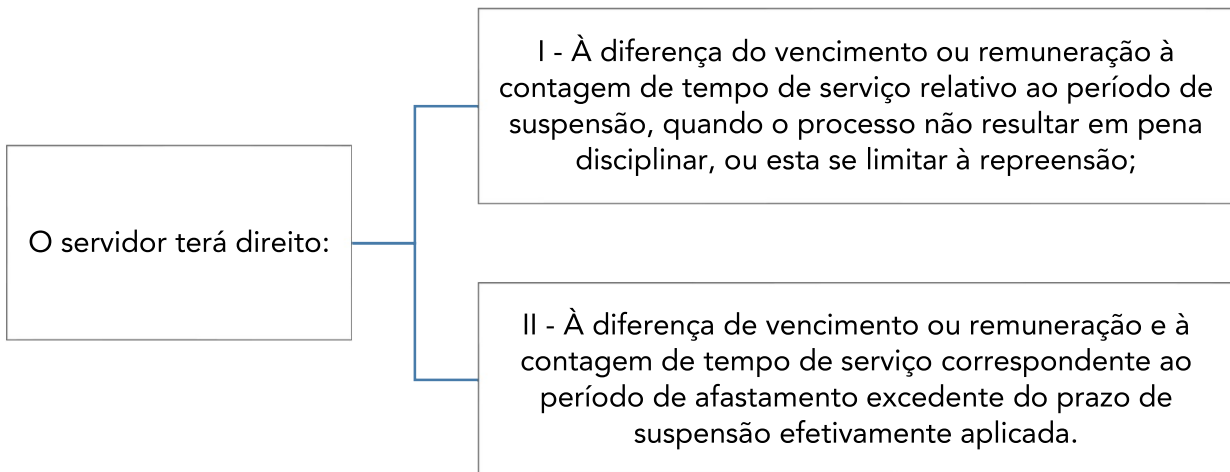 O servidor terá direito:
I - À diferença do vencimento ou remuneração à
contagem de tempo de serviço relativo ao período de
suspensão, quando o processo não resultar em pena
disciplinar, ou esta se limitar à repreensão;
II - À diferença de vencimento ou remuneração e à
contagem de tempo de serviço correspondente ao
período de afastamento excedente do prazo de
suspensão efetivamente aplicada.